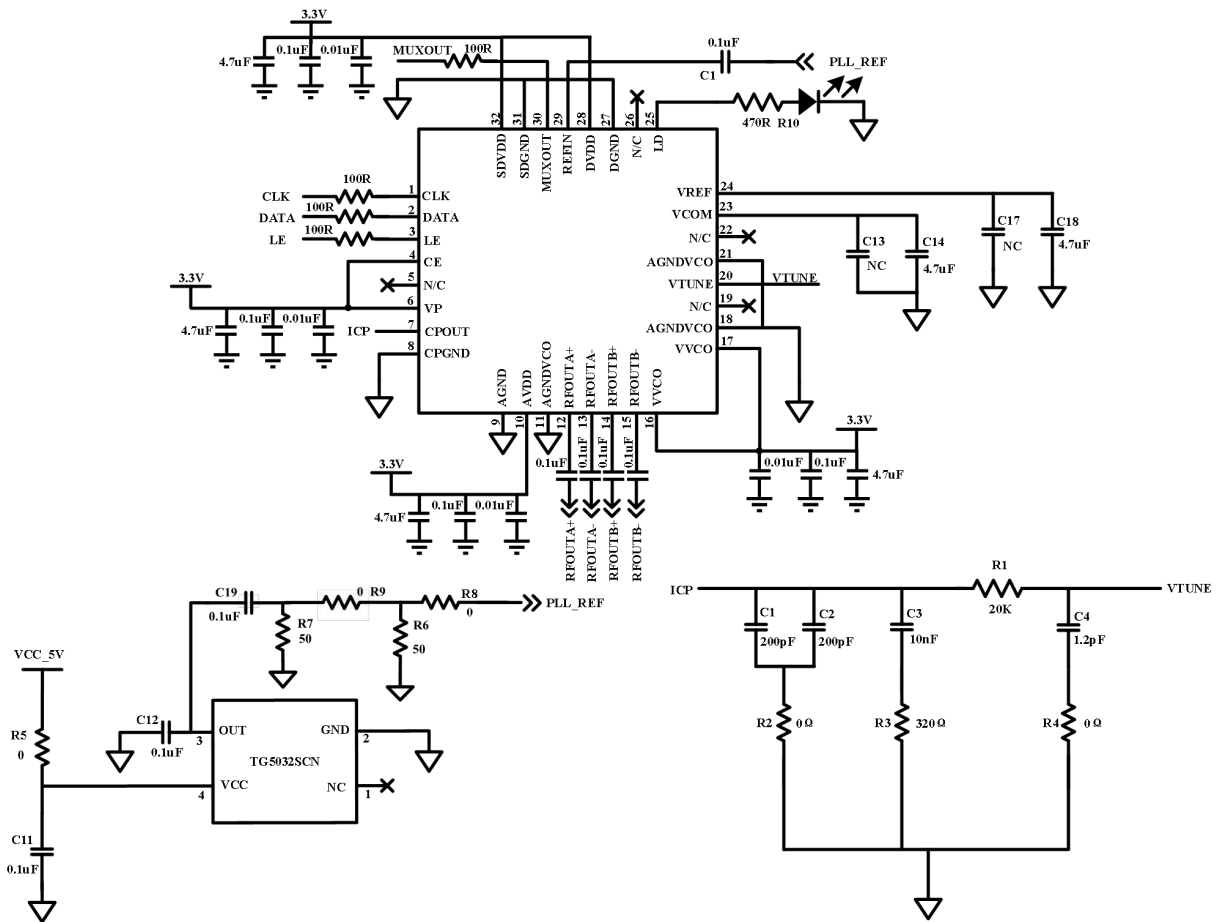 3.3V
4.7uF
0.1uF
0.01uF
MUXOUT
100R
0.1uF
C1
PLL_REF
470R
R10
32
31
30
29
28
27
26
25
SDVDD
SDGND
MUXOUT
REFIN
DVDD
DGND
N/C
LD
CLK
100R
1
CLK
DATA
100R
2
DATA
LE
100R
3
LE
4
CE
5
N/C
3.3V
6
VP
4.7uF
0.1uF
0.01uF
ICP
7
CPOUT
8
CPGND
VREF
24
VCOM
23
N/C
22
AGNDVCO
21
VTUNE
20
VTUNE
N/C
19
AGNDVCO
18
VVCO
17
C13
NC
C14
4.7uF
C17
NC
C18
4.7uF
AGND
AVDD
AGNDVCO
RFOUTA+
RFOUTA-
RFOUTB+
RFOUTB-
VVCO
9
10
11
12
13
14
15
16
3.3V
4.7uF
0.1uF
0.01uF
0.1uF
0.1uF
0.1uF
0.1uF
RFOUTA+
RFOUTA-
RFOUTB+
RFOUTB-
3.3V
0.01uF
0.1uF
4.7uF
C19
0.1uF
0
R9
R8
0
PLL_REF
R7
50
R6
50
VCC_5V
R5
0
C12
0.1uF
3
OUT
GND
2
TG5032SCN
4
VCC
NC
1
C11
0.1uF
ICP
R1
20K
VTUNE
C1
200pF
C2
200pF
C3
10nF
C4
1.2pF
R2
0Ω
R3
320Ω
R4
0Ω